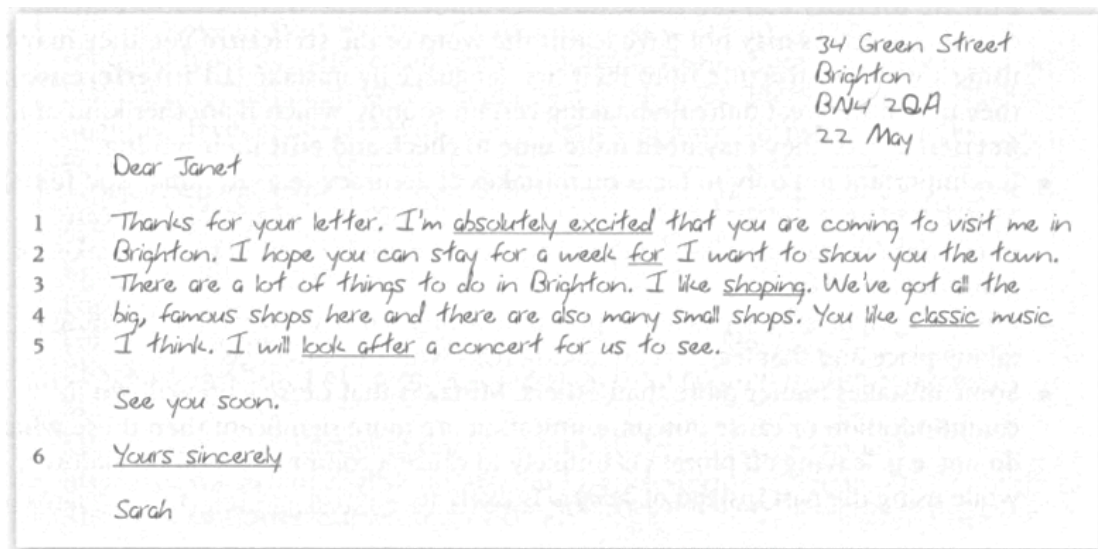 34 Green Street
Brighton
BN4 2QA
22 May
Dear Janet
1 Thanks for your letter. I'm absolutely excited that you are coming to visit me in
2 Brighton. I hope you can stay for a week for I want to show you the town.
3 There are a lot of things to do in Brighton. I like shoping. We've got all the
4 big, famous shops here and there are also many small shops. You like classic music
5 I think. I will look after a concert for us to see.
See you soon.
6 Yours sincerely
Sarah